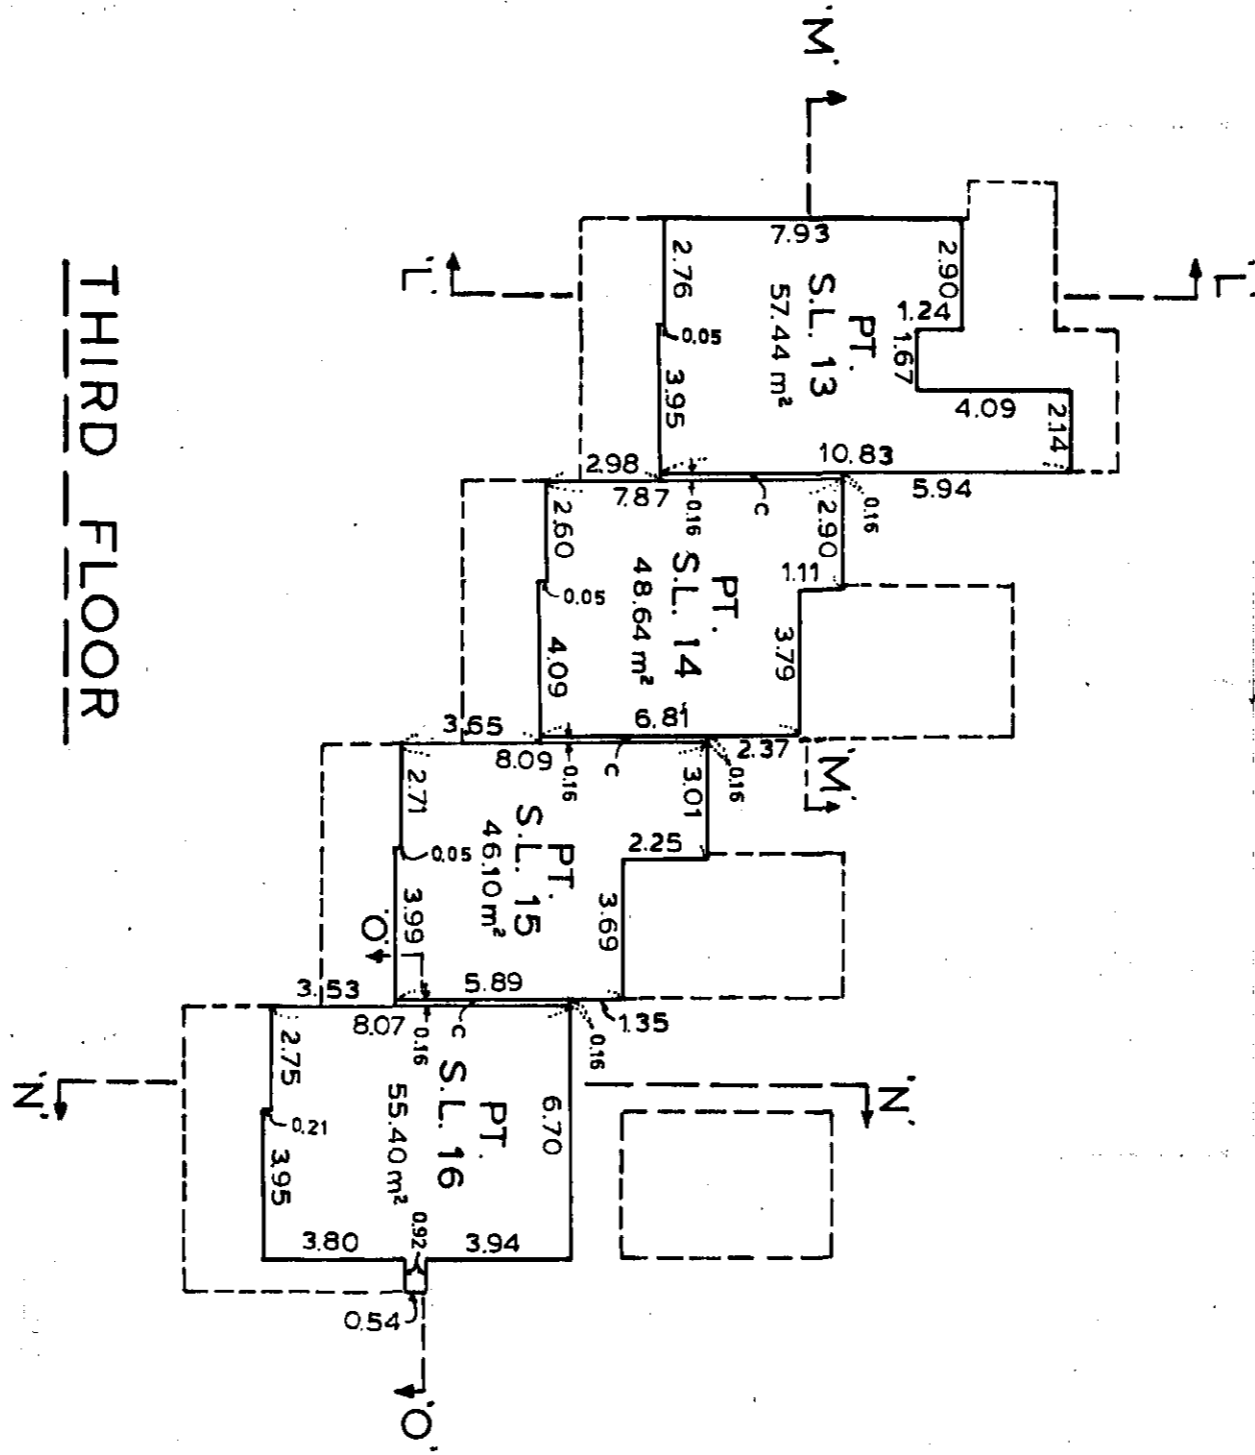 'M'
7.93
2.76
S.L. 13
PT.
57.44 m²
2.90
'L'
'L'
1.24
0.05
1.67
3.95
4.09
2.14
10.83
2.98
5.94
7.87
C
0.16
0.16
2.60
2.90
PT.
S.L. 14
48.64 m²
1.11
0.05
4.09
3.79
6.81
3.65
2.37
8.09
C
0.16
0.16
'M'
2.71
3.01
PT.
S.L. 15
46.10 m²
2.25
0.05
3.99
3.69
'O'
5.89
3.53
1.35
8.07
C
0.16
0.16
2.75
PT.
S.L. 16
55.40 m²
6.70
'N'
'N'
0.21
3.95
0.92
3.80
3.94
0.54
'O'
THIRD FLOOR